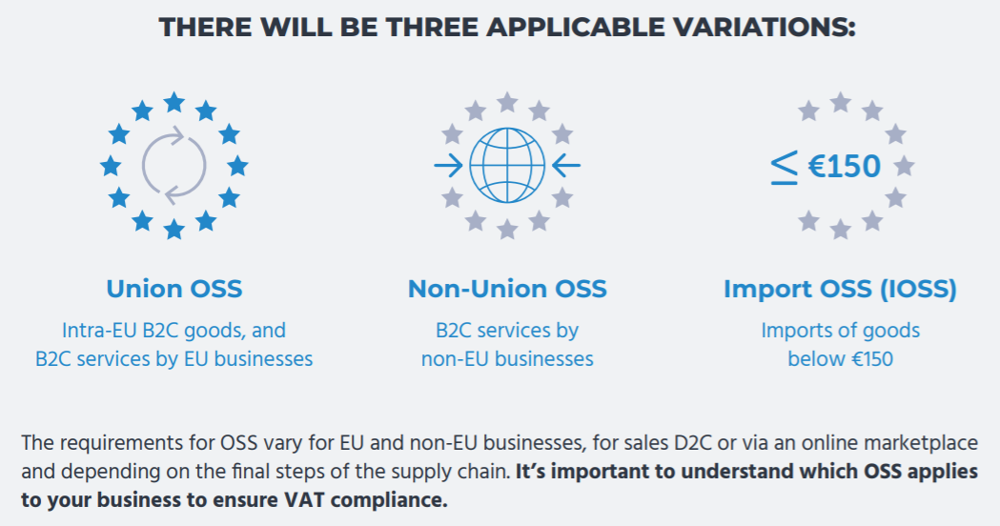 THERE WILL BE THREE APPLICABLE VARIATIONS:
≤ €150
Union OSS
Intra-EU B2C goods, and
B2C services by EU businesses
Non-Union OSS
B2C services by
non-EU businesses
Import OSS (IOSS)
Imports of goods
below €150
The requirements for OSS vary for EU and non-EU businesses, for sales D2C or via an online marketplace
and depending on the final steps of the supply chain. It's important to understand which OSS applies
to your business to ensure VAT compliance.